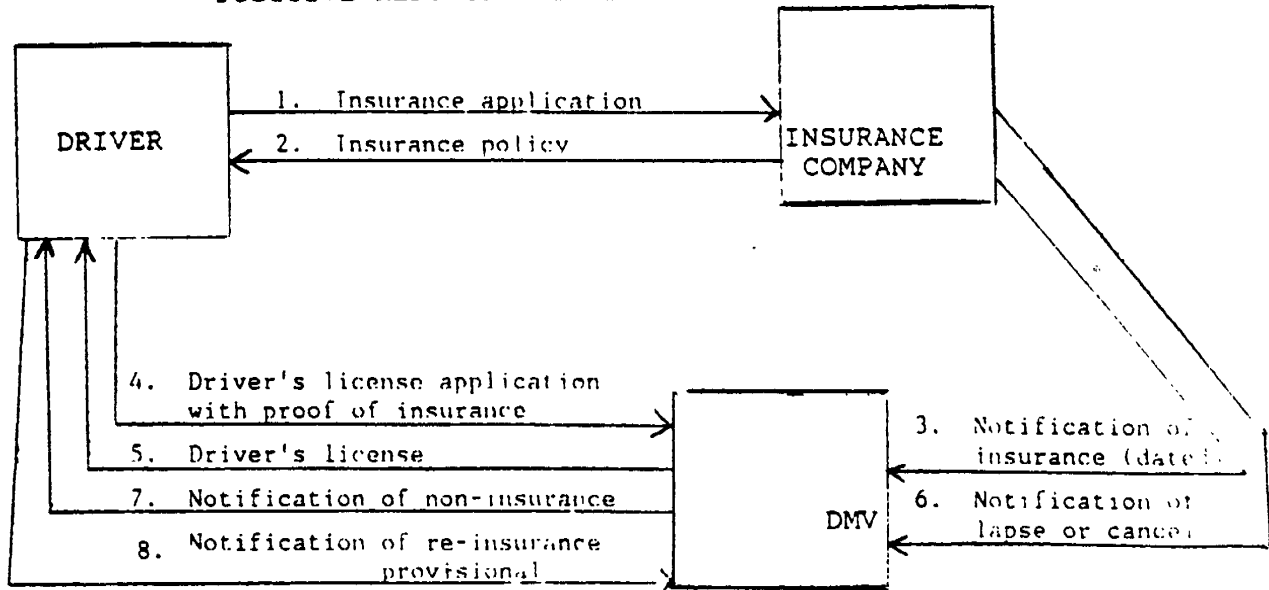 DRIVER
1. Insurance application
2. Insurance policy
INSURANCE
COMPANY
4. Driver's license application
with proof of insurance
5. Driver's license
7. Notification of non-insurance
8. Notification of re-insurance
provisional
DMV
3. Notification of
insurance (date).
6. Notification of
lapse or cancel